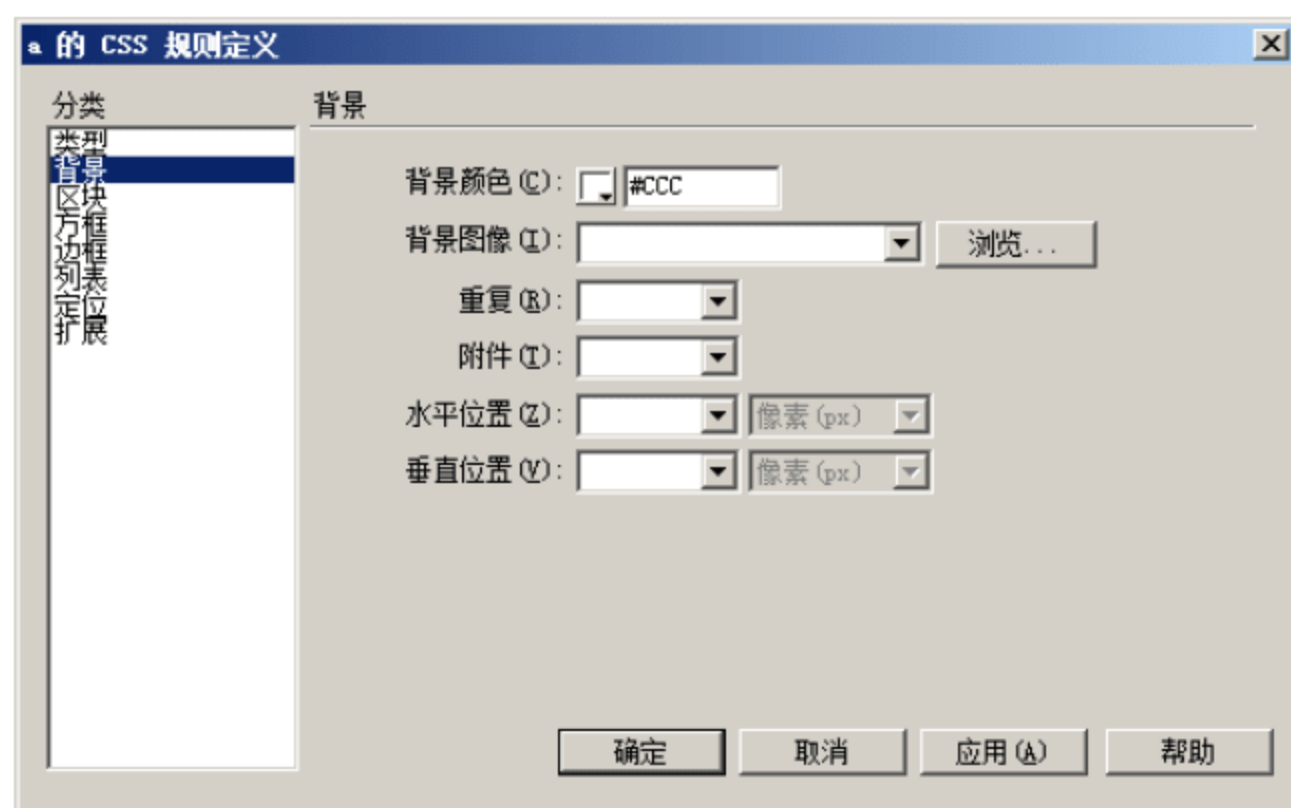 a 的 CSS 规则定义
分类
背景
类型
背景
区块
方框
边框
列表
定位
扩展
背景颜色(C): #CCC
背景图像(I): 浏览...
重复(R):
附件(T):
水平位置(Z): 像素(px)
垂直位置(V): 像素(px)
确定 取消 应用(A) 帮助